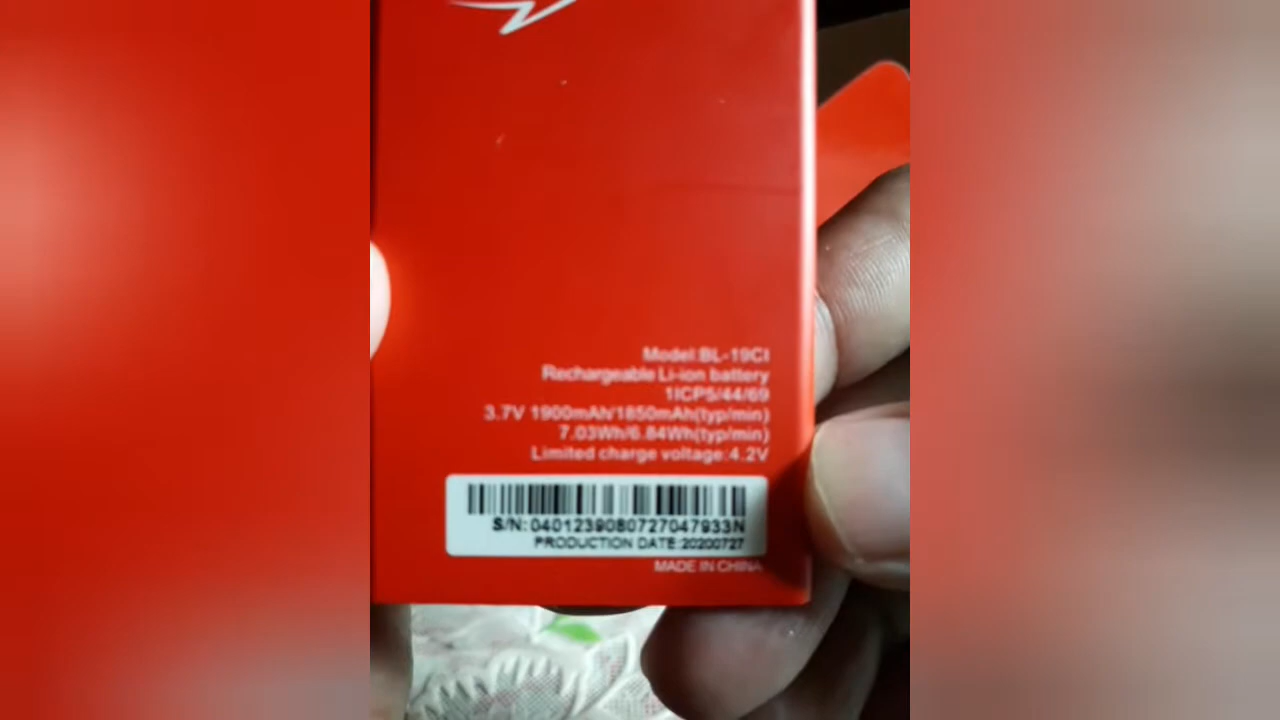 Model:BL-19CI
Rechargeable Li-ion battery
1ICP5/44/69
3.7V 1900mAh/1850mAh(typ/min)
7.03Wh/6.84Wh(typ/min)
Limited charge voltage:4.2V
S/N:0401239080727047933N
PRODUCTION DATE:20200727
MADE IN CHINA